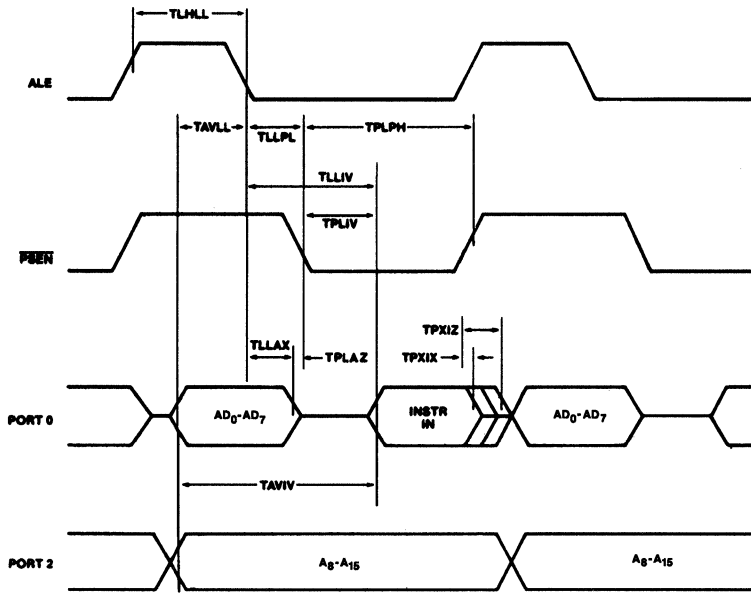 TLHLL
ALE
TAVLL
TLLPL
TPLPH
TLLIV
TPLIV
PSEN
TPXIZ
TLLAX
TPLAZ
TPXIX
PORT 0
AD0-AD7
INSTR
IN
AD0-AD7
TAVIV
PORT 2
A8-A15
A8-A15